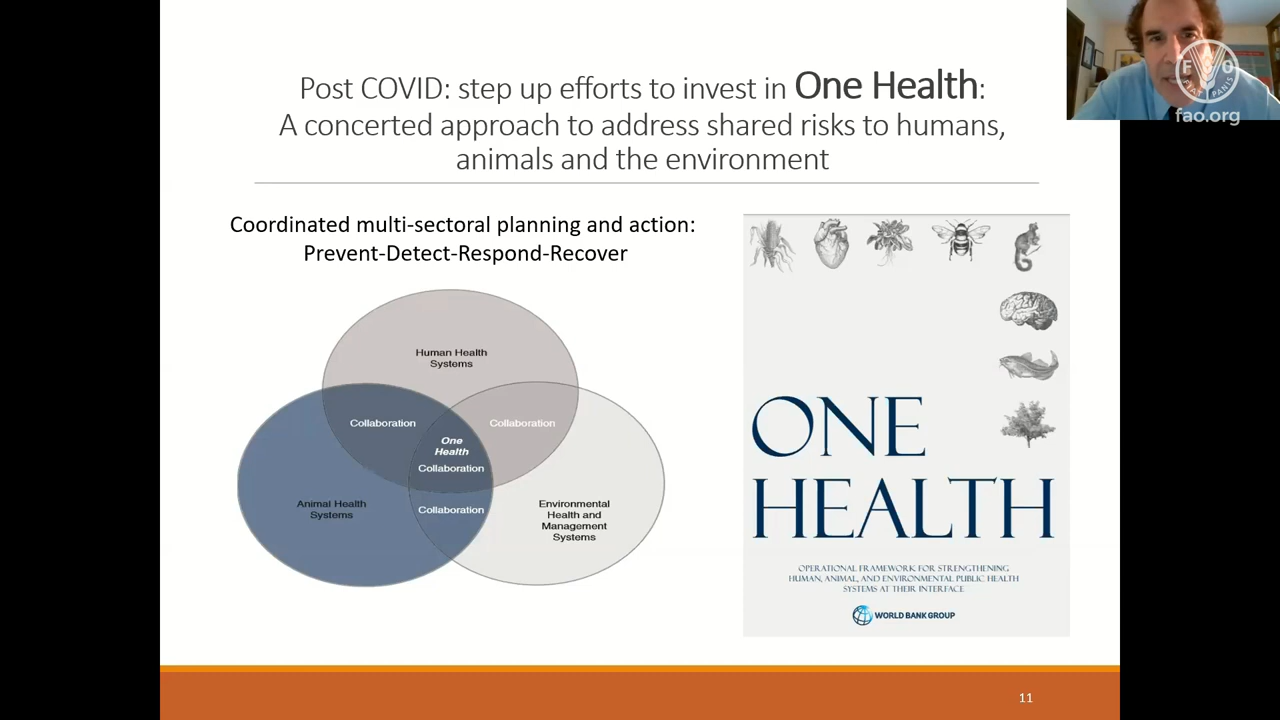 Post COVID: step up efforts to invest in One Health:
A concerted approach to address shared risks to humans,
animals and the environment
Coordinated multi-sectoral planning and action:
Prevent-Detect-Respond-Recover
Human Health
Systems
Collaboration
Collaboration
One
Health
Collaboration
Animal Health
Systems
Collaboration
Environmental
Health and
Management
Systems
ONE
HEALTH
OPERATIONAL FRAMEWORK FOR STRENGTHENING
HUMAN, ANIMAL, AND ENVIRONMENTAL PUBLIC HEALTH
SYSTEMS AT THEIR INTERFACE
WORLD BANK GROUP
11
F A O
FIAT PANIS
fao.org